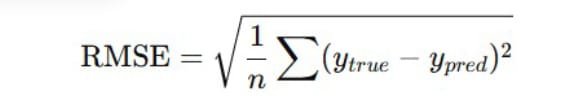 RMSE = √(1/n ∑(y_true − y_pred)²)